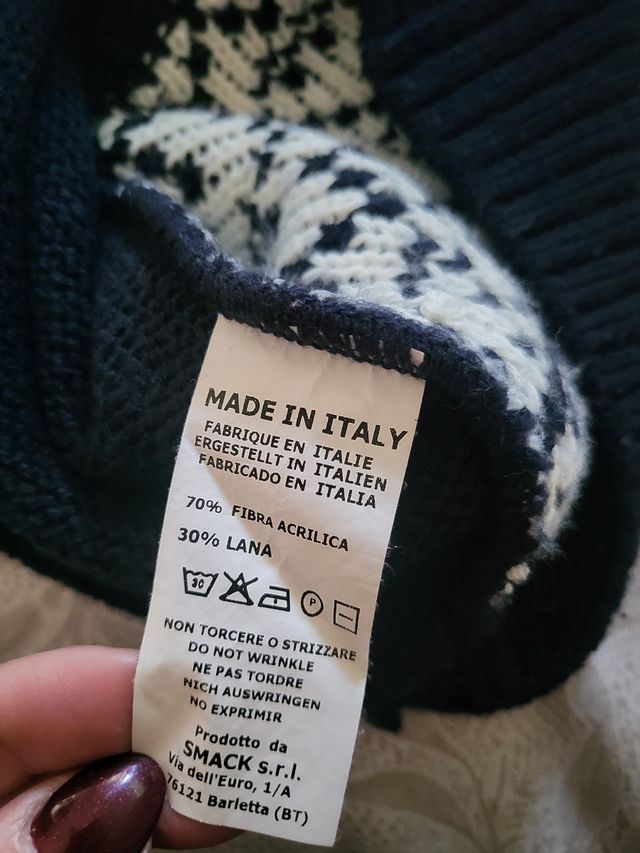 MADE IN ITALY
FABRIQUE EN ITALIE
ERGESTELLT IN ITALIEN
FABRICADO EN ITALIA
70% FIBRA ACRILICA
30% LANA
30 P
NON TORCERE O STRIZZARE
DO NOT WRINKLE
NE PAS TORDRE
NICH AUSWRINGEN
NO EXPRIMIR
Prodotto da
SMACK s.r.l.
Via dell'Euro, 1/A
76121 Barletta (BT)